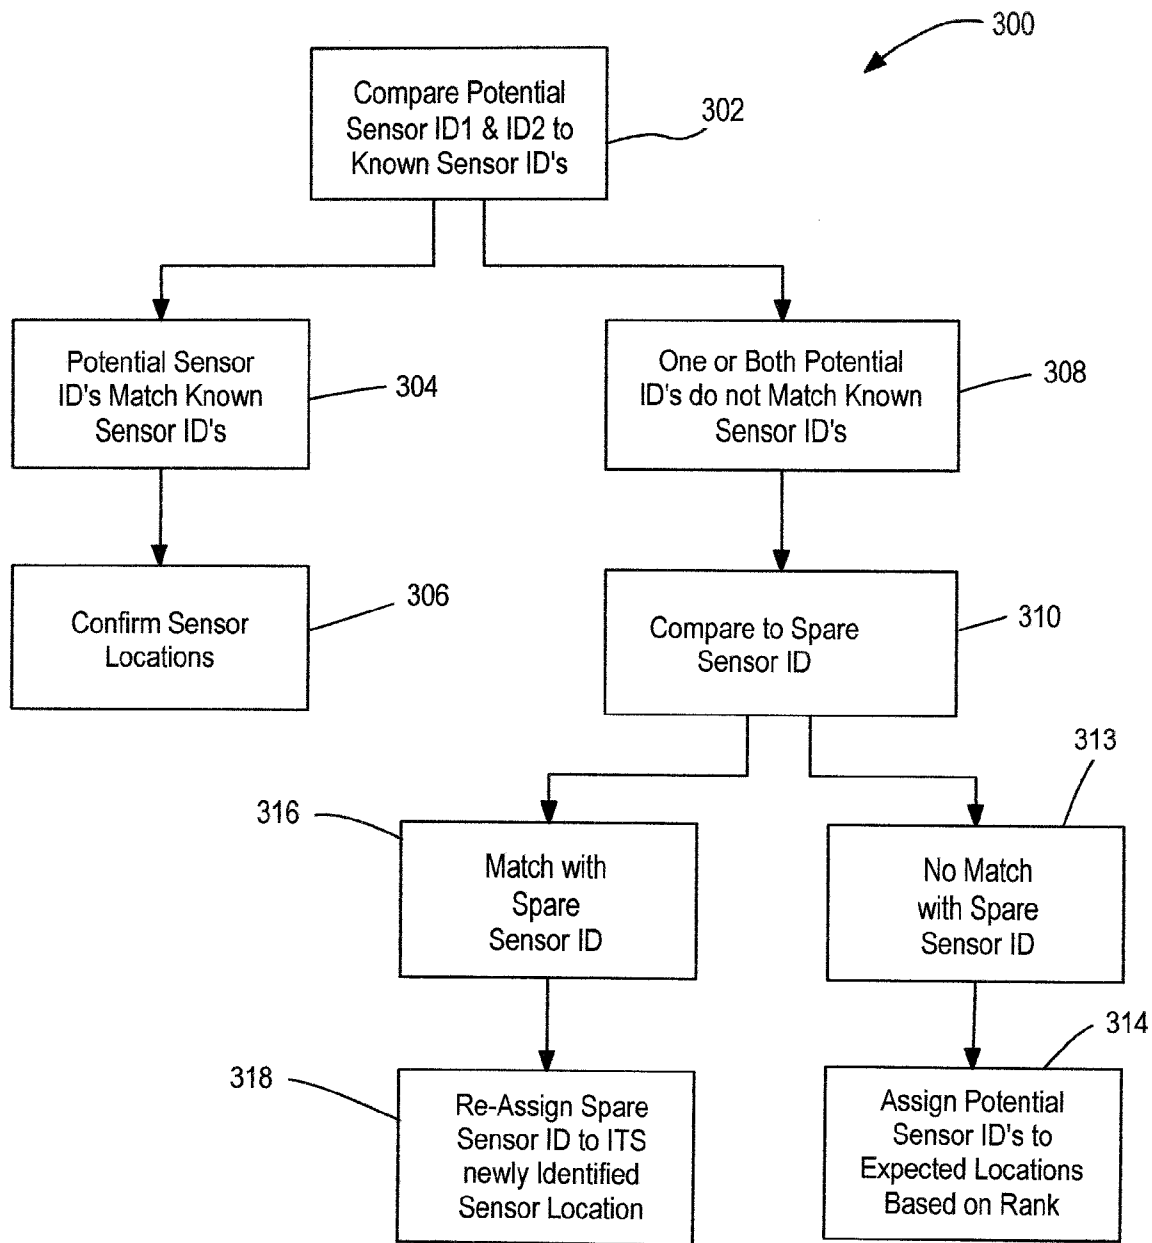 300
Compare Potential
Sensor ID1 & ID2 to
Known Sensor ID's
302
Potential Sensor
ID's Match Known
Sensor ID's
304
One or Both Potential
ID's do not Match Known
Sensor ID's
308
Confirm Sensor
Locations
306
Compare to Spare
Sensor ID
310
316
Match with
Spare
Sensor ID
313
No Match
with Spare
Sensor ID
318
Re-Assign Spare
Sensor ID to ITS
newly Identified
Sensor Location
314
Assign Potential
Sensor ID's to
Expected Locations
Based on Rank